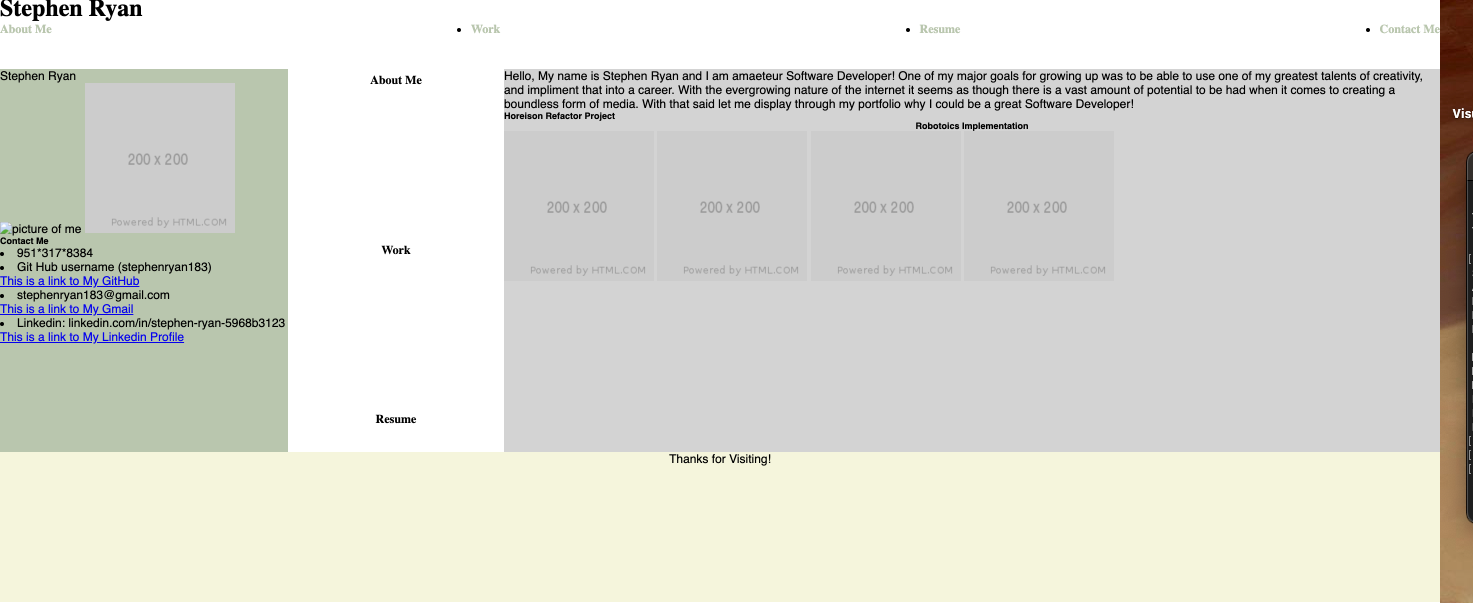 Stephen Ryan
About Me
• Work
• Resume
• Contact Me
Stephen Ryan
200 x 200
Powered by HTML.COM
picture of me
Contact Me
• 951*317*8384
• Git Hub username (stephenryan183)
This is a link to My GitHub
• stephenryan183@gmail.com
This is a link to My Gmail
• Linkedin: linkedin.com/in/stephen-ryan-5968b3123
This is a link to My Linkedin Profile
About Me
Work
Resume
Hello, My name is Stephen Ryan and I am amaeteur Software Developer! One of my major goals for growing up was to be able to use one of my greatest talents of creativity,
and impliment that into a career. With the evergrowing nature of the internet it seems as though there is a vast amount of potential to be had when it comes to creating a
boundless form of media. With that said let me display through my portfolio why I could be a great Software Developer!
Horeison Refactor Project
Robotoics Implementation
200 x 200
Powered by HTML.COM
200 x 200
Powered by HTML.COM
200 x 200
Powered by HTML.COM
200 x 200
Powered by HTML.COM
Thanks for Visiting!